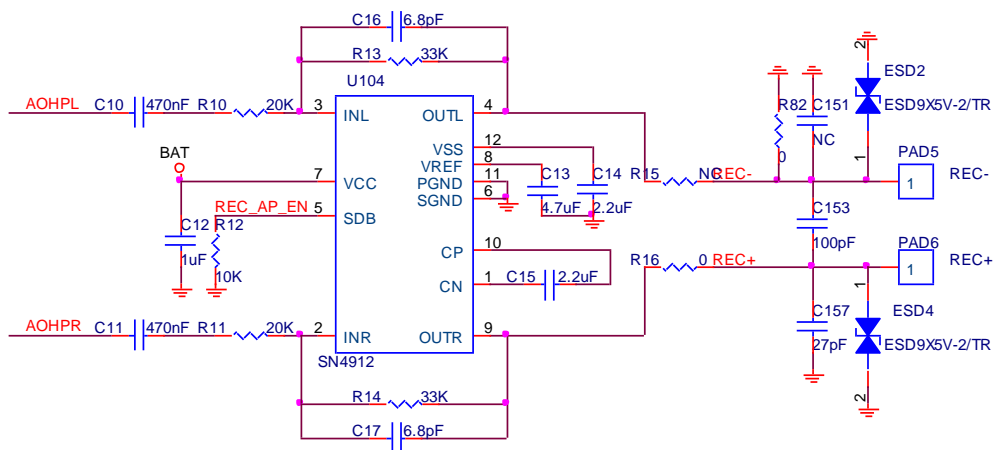 C16 6.8pF
R13 33K
U104
AOHPL C10 470nF R10 20K 3 INL OUTL 4
VSS 12
VREF 8
PGND 11
SGND 6
BAT
7 VCC
REC_AP_EN 5 SDB
C12 1uF
R12 10K
C13 4.7uF
C14 2.2uF
CP 10
CN 1
C15 2.2uF
AOHPR C11 470nF R11 20K 2 INR OUTR 9
SN4912
R14 33K
C17 6.8pF
R15 NC REC-
R16 0 REC+
R82 0
C151 NC
2 ESD2
ESD9X5V-2/TR
1
PAD5
1 REC-
C153 100pF
PAD6
1 REC+
C157 27pF
1 ESD4
ESD9X5V-2/TR
2